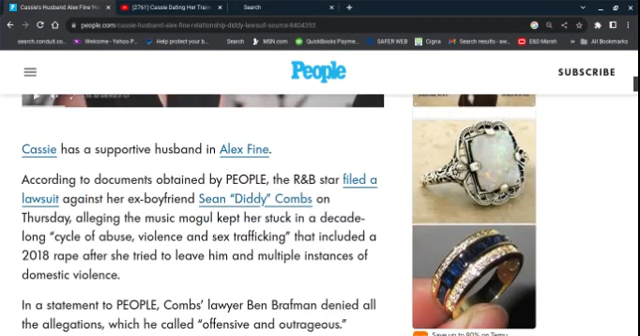 Cassie's Husband Alex Fine
(2761) Cassie Dating Her Train
people.com/cassie-husband-alex-fine-relationship-diddy-lawsuit-source-8404353
search.conduit.co... Welcome - Yahoo - P... Help protect your b... Search MSN.com QuickBooks Payme... SAFER WEB Cigna Search results - aw... E&O Mersh All Bookmarks
People
SUBSCRIBE
Cassie has a supportive husband in Alex Fine.
According to documents obtained by PEOPLE, the R&B star filed a
lawsuit against her ex-boyfriend Sean "Diddy" Combs on
Thursday, alleging the music mogul kept her stuck in a decade-
long "cycle of abuse, violence and sex trafficking" that included a
2018 rape after she tried to leave him and multiple instances of
domestic violence.
In a statement to PEOPLE, Combs' lawyer Ben Brafman denied all
the allegations, which he called "offensive and outrageous."
Save up to 90% on Temu